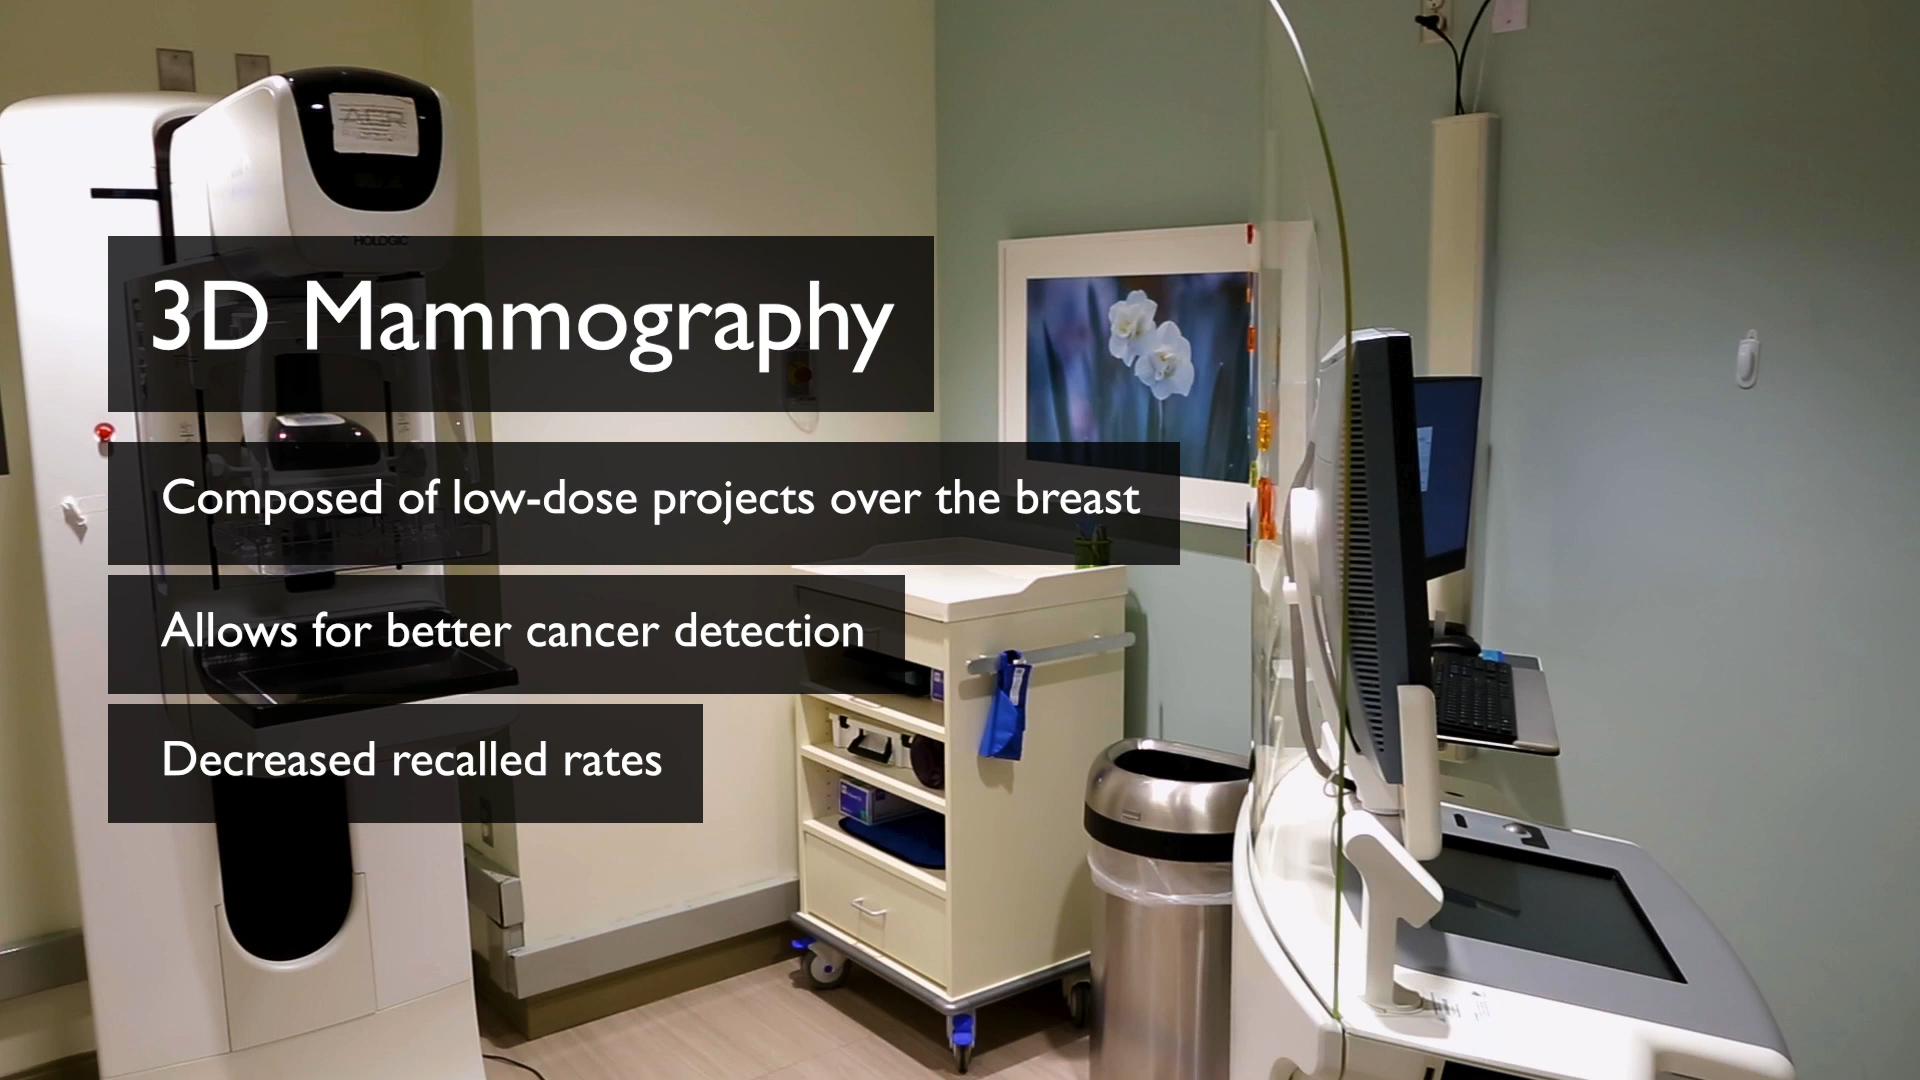 ACR
HOLOGIC
3D Mammography
Composed of low-dose projects over the breast
Allows for better cancer detection
Decreased recalled rates